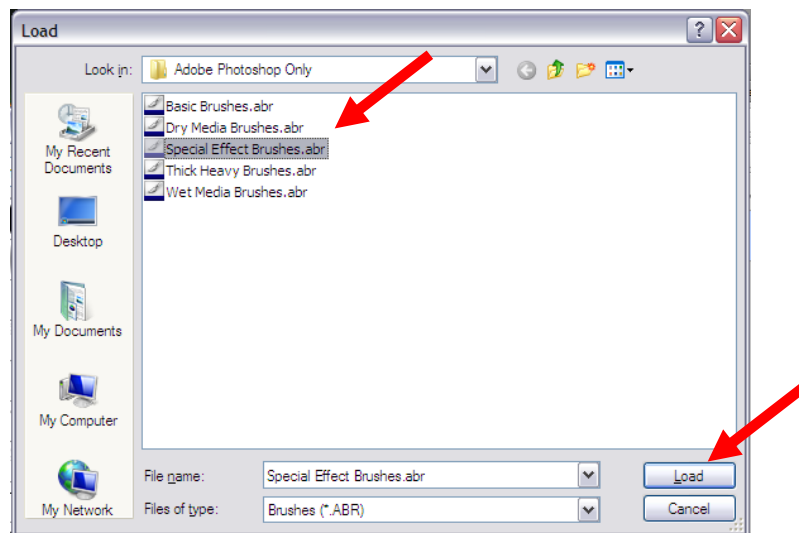 Load
Look in: Adobe Photoshop Only
Basic Brushes.abr
Dry Media Brushes.abr
Special Effect Brushes.abr
Thick Heavy Brushes.abr
Wet Media Brushes.abr
My Recent
Documents
Desktop
My Documents
My Computer
My Network
File name: Special Effect Brushes.abr Load
Files of type: Brushes (*.ABR) Cancel